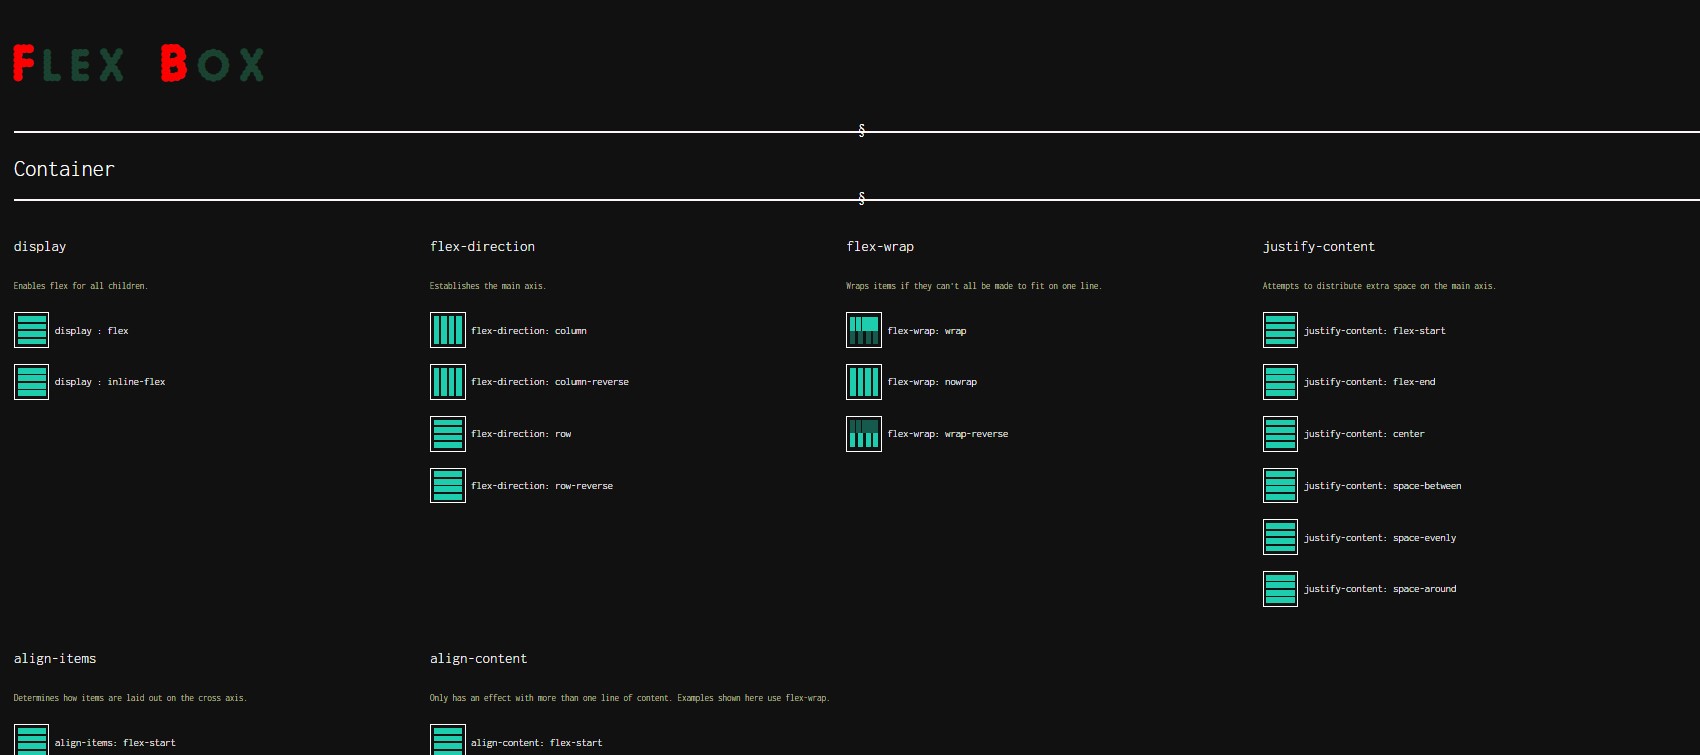 Flex Box
§
Container
§
display
Enables flex for all children.
display : flex
display : inline-flex
flex-direction
Establishes the main axis.
flex-direction: column
flex-direction: column-reverse
flex-direction: row
flex-direction: row-reverse
flex-wrap
Wraps items if they can't all be made to fit on one line.
flex-wrap: wrap
flex-wrap: nowrap
flex-wrap: wrap-reverse
justify-content
Attempts to distribute extra space on the main axis.
justify-content: flex-start
justify-content: flex-end
justify-content: center
justify-content: space-between
justify-content: space-evenly
justify-content: space-around
align-items
Determines how items are laid out on the cross axis.
align-items: flex-start
align-content
Only has an effect with more than one line of content. Examples shown here use flex-wrap.
align-content: flex-start